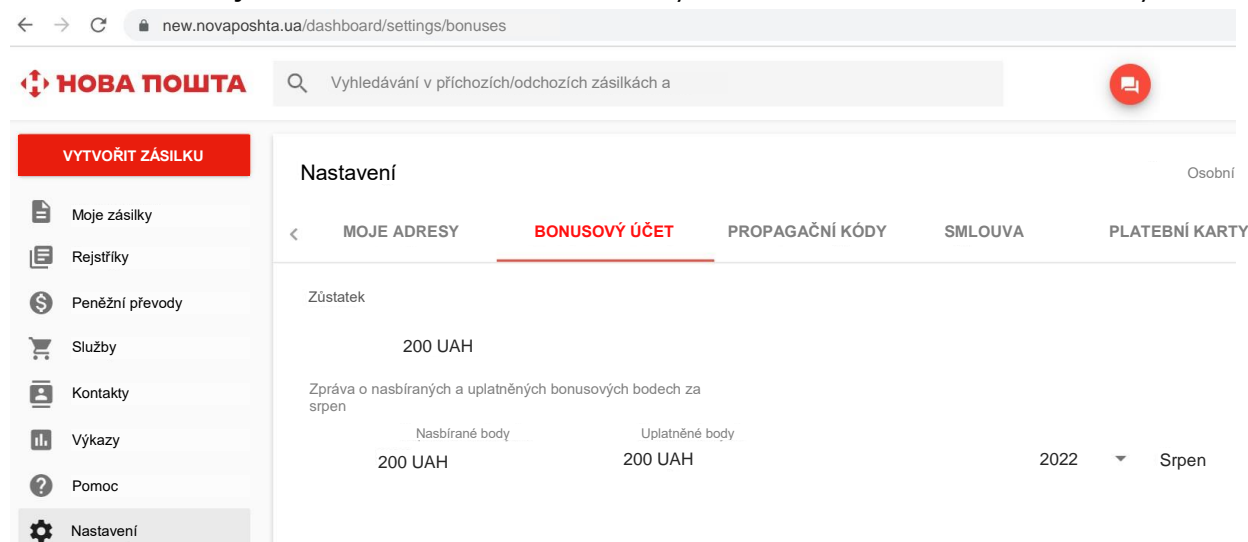 new.novaposhta.ua/dashboard/settings/bonuses
НОВА ПОШТА
Vyhledávání v příchozích/odchozích zásilkách a
VYTVOŘIT ZÁSILKU
Nastavení
Osobní
Moje zásilky
MOJE ADRESY
BONUSOVÝ ÚČET
PROPAGAČNÍ KÓDY
SMLOUVA
PLATEBNÍ KARTY
Rejstříky
Peněžní převody
Zůstatek
Služby
200 UAH
Kontakty
Zpráva o nasbíraných a uplatněných bonusových bodech za
srpen
Výkazy
Nasbírané body
Uplatněné body
200 UAH
200 UAH
2022
Srpen
Pomoc
Nastavení